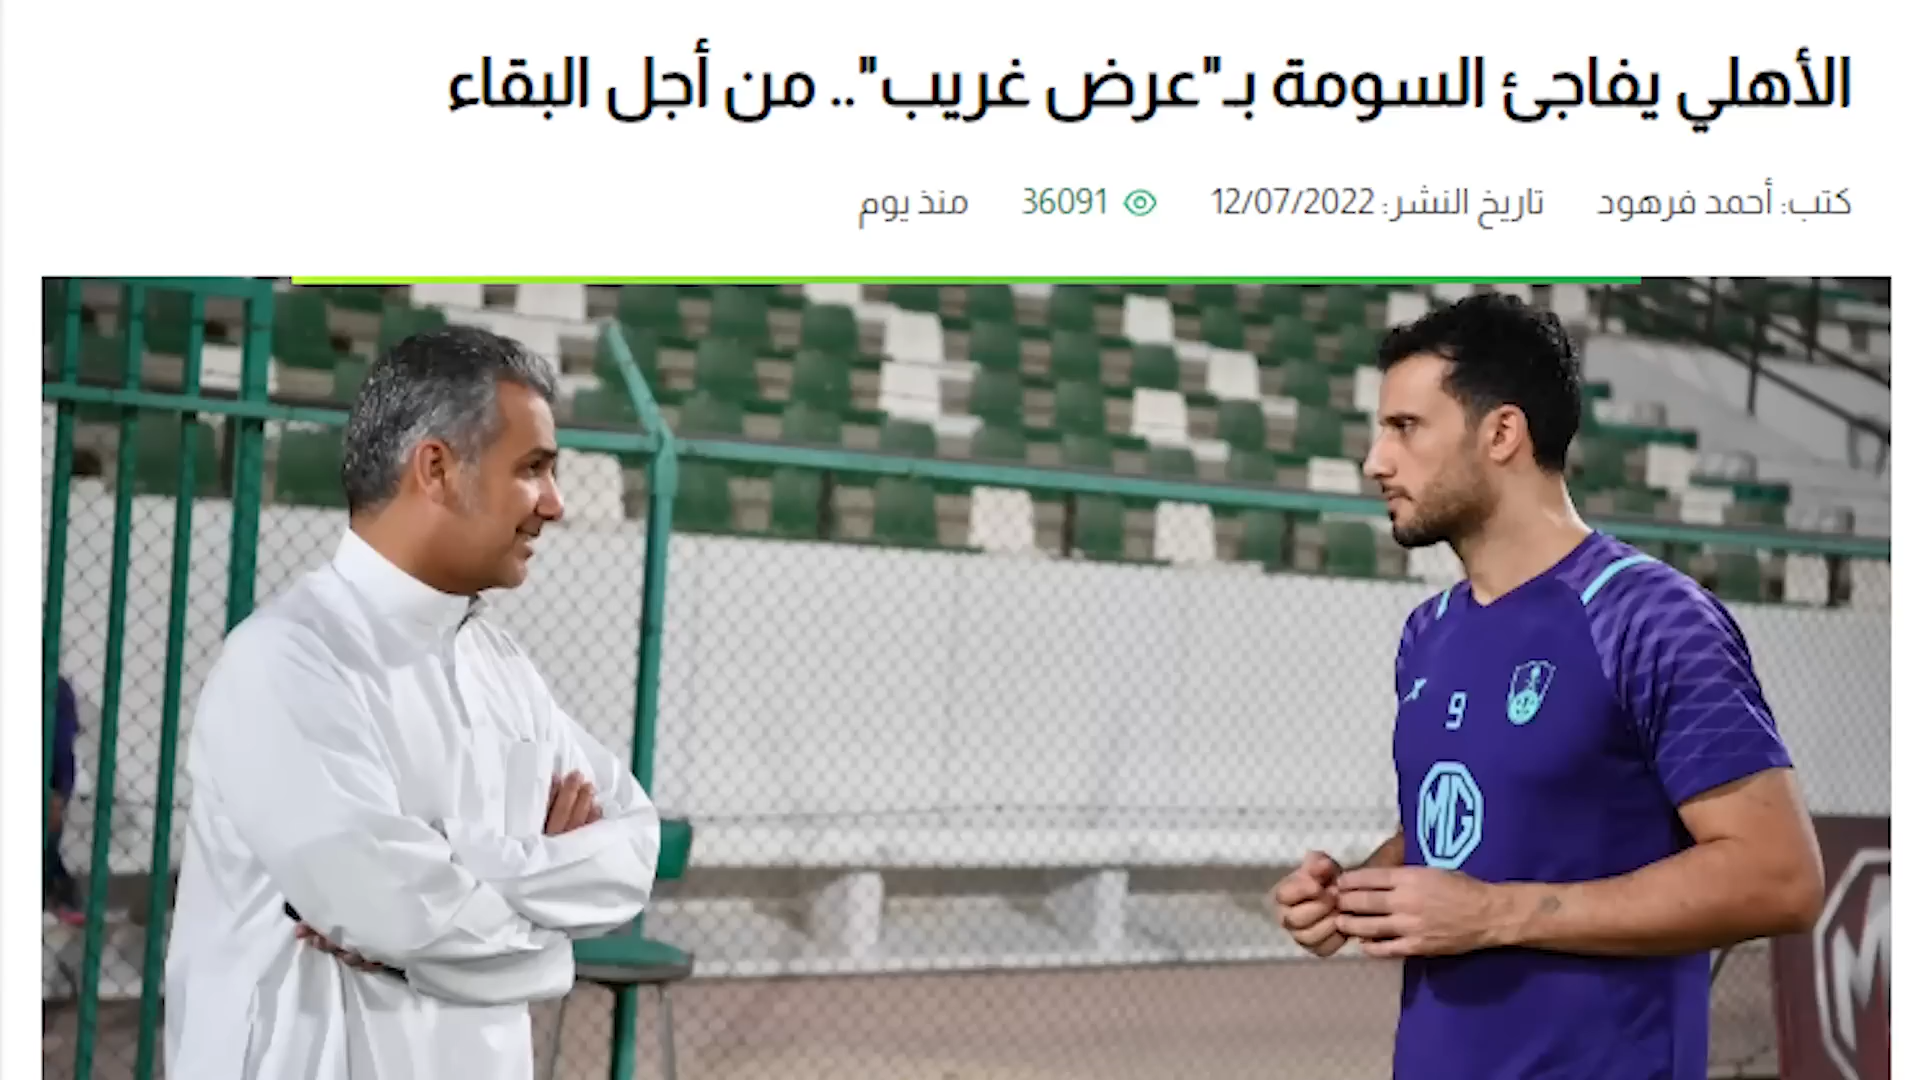 الأهلي يفاجئ السومة بـ"عرض غريب".. من أجل البقاء
كتب: أحمد فرهود تاريخ النشر: 12/07/2022 36091 منذ يوم
9
MG